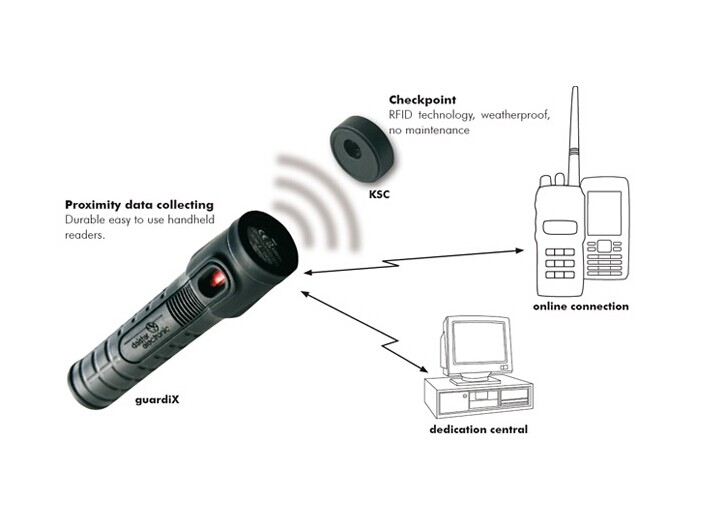 Checkpoint
RFID technology, weatherproof,
no maintenance
KSC
Proximity data collecting
Durable easy to use handheld
readers.
electronic
guardiX
online connection
dedication central